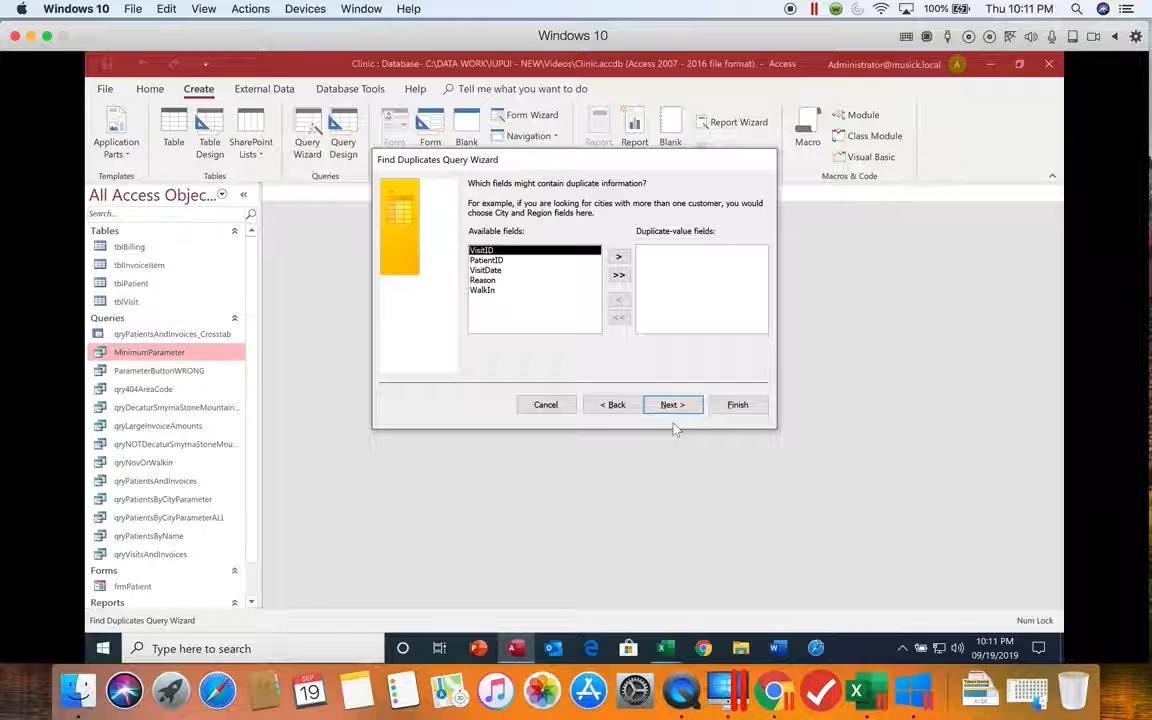 Windows 10 File Edit View Actions Devices Window Help 100% Thu 10:11 PM
Windows 10
Clinic : Database- C:\DATA WORK\IUPUI - NEW\Videos\Clinic.accdb (Access 2007 - 2016 file format) - Access Administrator@musick.local A
File Home Create External Data Database Tools Help Tell me what you want to do
Application Parts
Table
Table Design
SharePoint Lists
Query Wizard
Query Design
Form
Form
Blank
Form Wizard
Navigation
Report
Report
Blank
Report Wizard
Macro
Module
Class Module
Visual Basic
Templates Tables Queries Macros & Code
All Access Objec... «
Search...
Tables
tblBilling
tblInvoiceItem
tblPatient
tblVisit
Queries
qryPatientsAndInvoices_Crosstab
MinimumParameter
ParameterButtonWRONG
qry404AreaCode
qryDecaturSmyrnaStoneMountain...
qryLargeInvoiceAmounts
qryNOTDecaturSmyrnaStoneMou...
qryNovOrWalkin
qryPatientsAndInvoices
qryPatientsByCityParameter
qryPatientsByCityParameterALL
qryPatientsByName
qryVisitsAndInvoices
Forms
frmPatient
Reports
Find Duplicates Query Wizard
Which fields might contain duplicate information?
For example, if you are looking for cities with more than one customer, you would
choose City and Region fields here.
Available fields: Duplicate-value fields:
VisitID
PatientID
VisitDate
Reason
WalkIn
>
>>
<
<<
Cancel < Back Next > Finish
Find Duplicates Query Wizard Num Lock
Type here to search
10:11 PM
09/19/2019
SEP
19